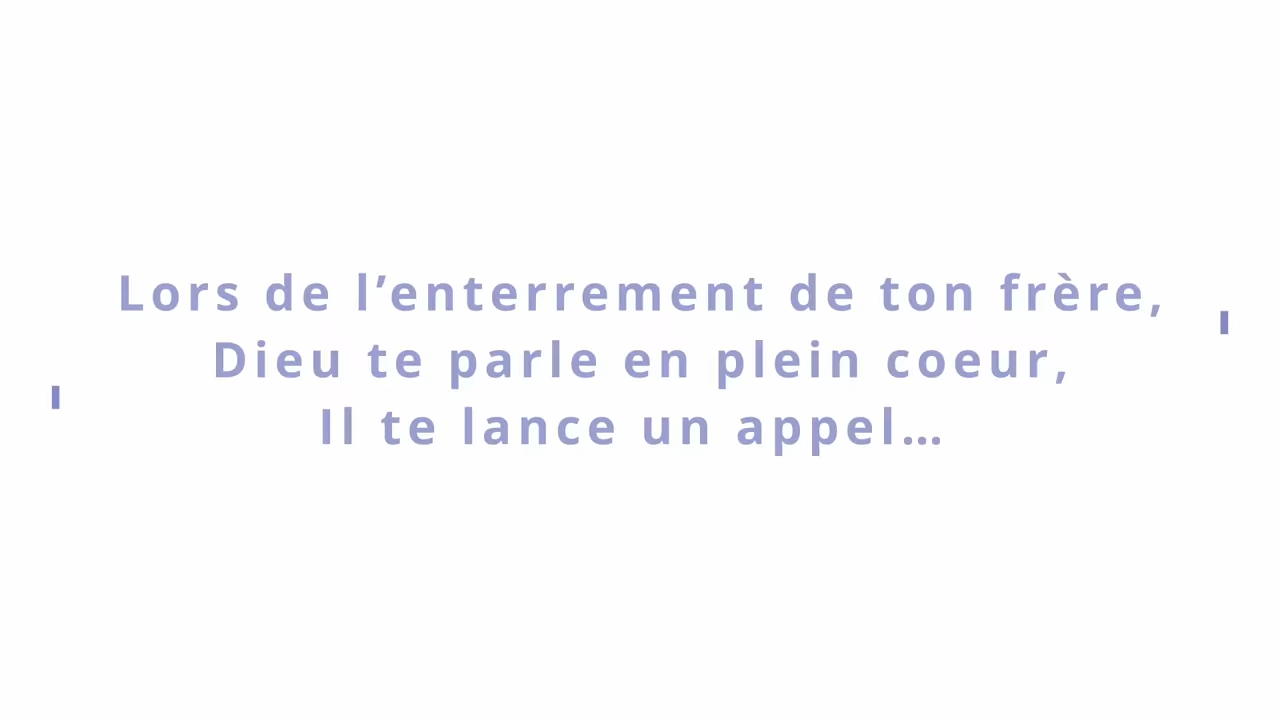 Lors de l’enterrement de ton frère,
Dieu te parle en plein coeur,
Il te lance un appel…